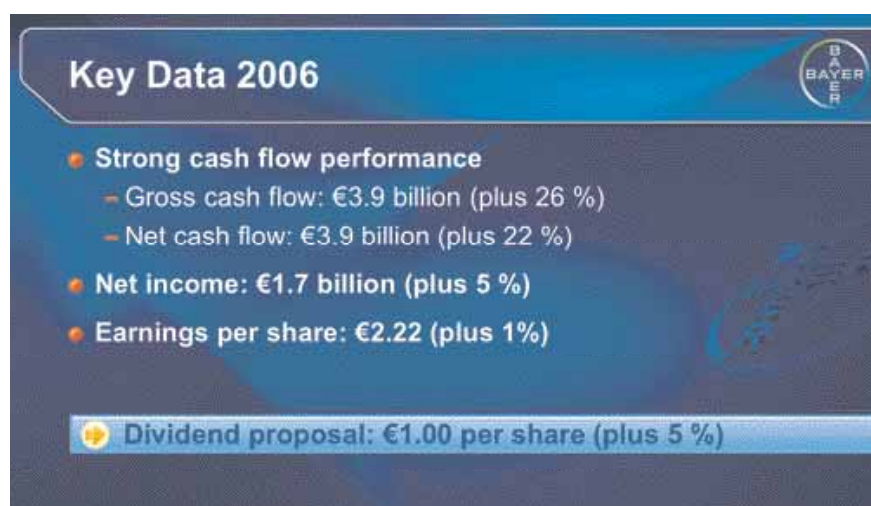 Key Data 2006
BAYER
BAYER
Strong cash flow performance
– Gross cash flow: €3.9 billion (plus 26 %)
– Net cash flow: €3.9 billion (plus 22 %)
Net income: €1.7 billion (plus 5 %)
Earnings per share: €2.22 (plus 1%)
Dividend proposal: €1.00 per share (plus 5 %)